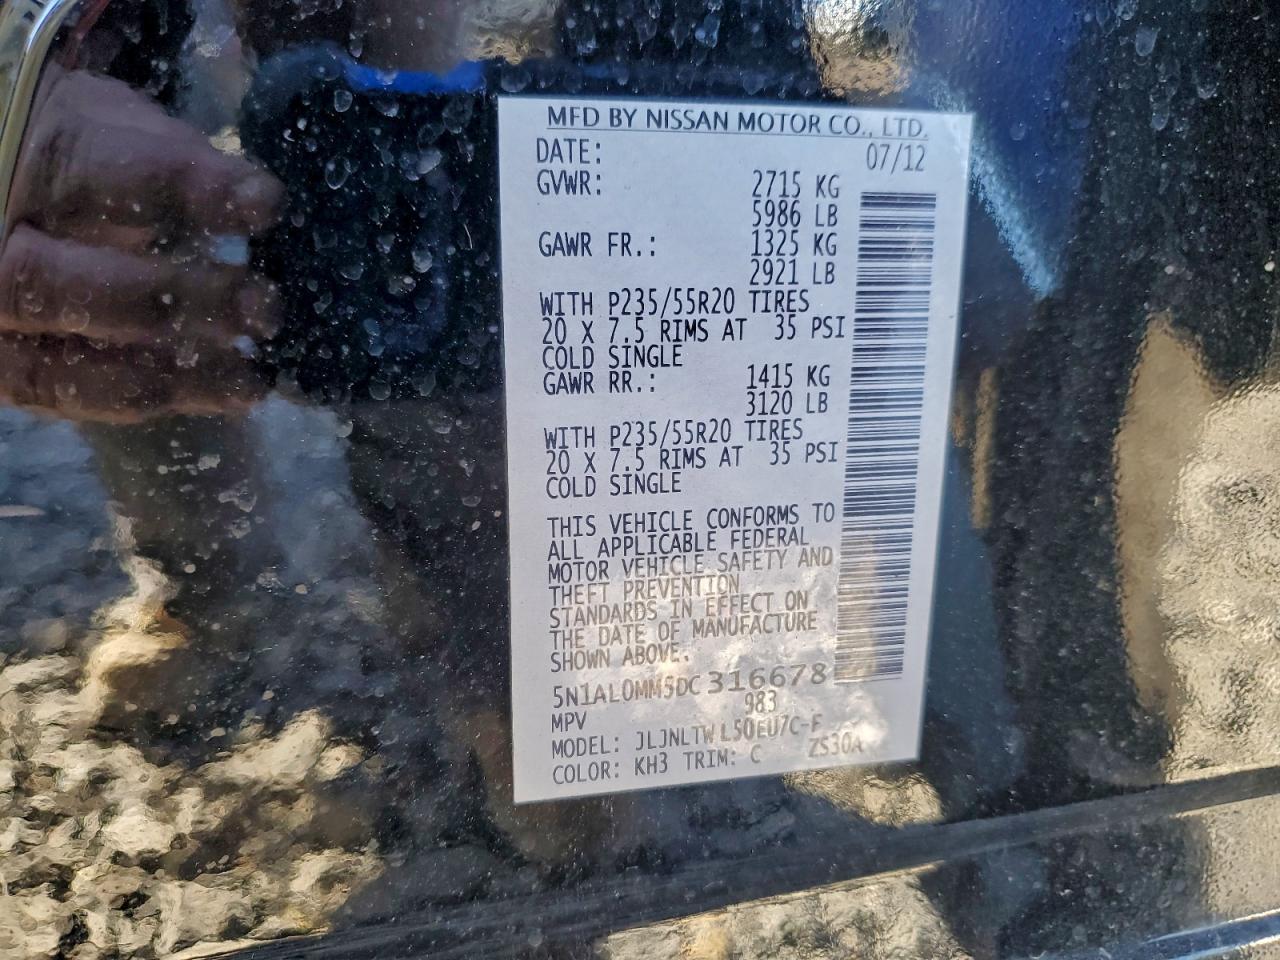 MFD BY NISSAN MOTOR CO., LTD.
DATE: 07/12
GVWR: 2715 KG
5986 LB
GAWR FR.: 1325 KG
2921 LB
WITH P235/55R20 TIRES
20 X 7.5 RIMS AT 35 PSI
COLD SINGLE
GAWR RR.: 1415 KG
3120 LB
WITH P235/55R20 TIRES
20 X 7.5 RIMS AT 35 PSI
COLD SINGLE
THIS VEHICLE CONFORMS TO
ALL APPLICABLE FEDERAL
MOTOR VEHICLE SAFETY AND
THEFT PREVENTION
STANDARDS IN EFFECT ON
THE DATE OF MANUFACTURE
SHOWN ABOVE.
5N1AL0MM5DC316678
MPV 983
MODEL: JLJNLTWL50EU7C-F
COLOR: KH3 TRIM: C ZS30A